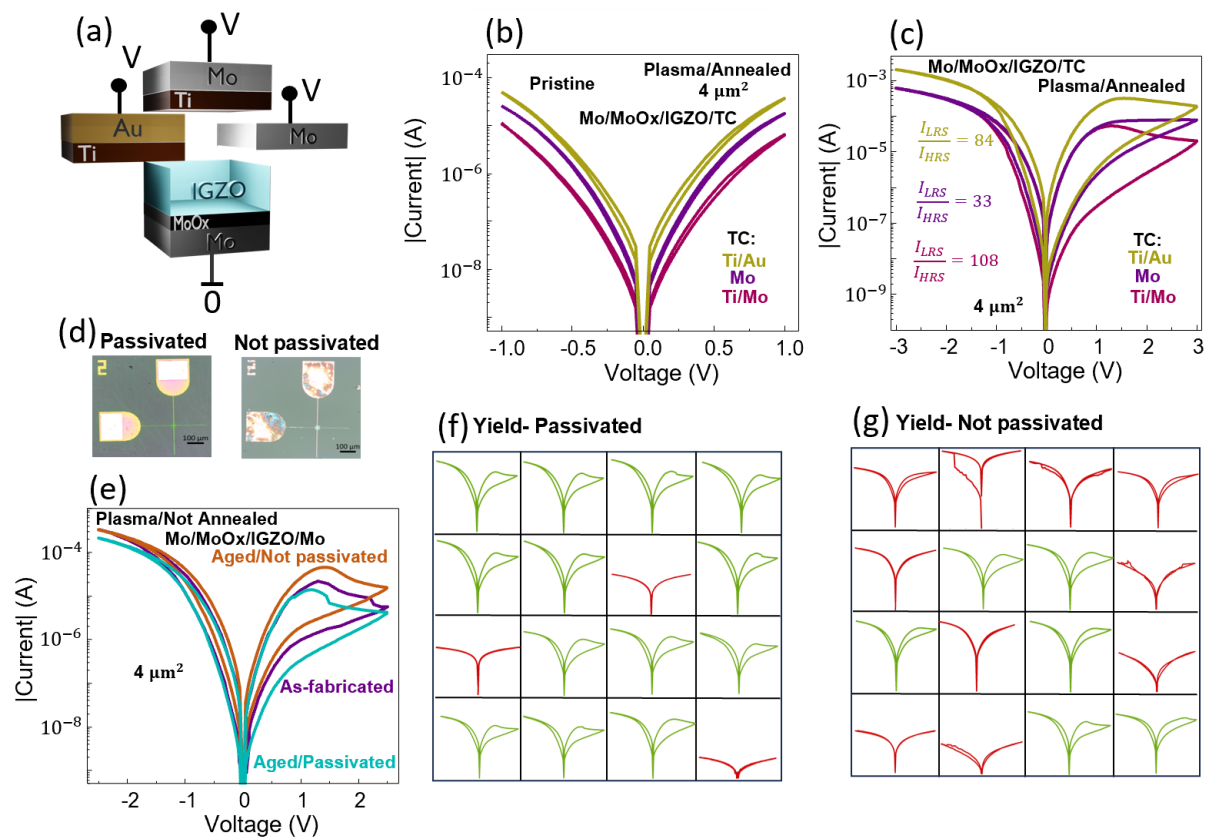 (a)
V
Mo
Ti
V
Au
Ti
V
Mo
IGZO
MoOx
Mo
0
(b)
Pristine
Plasma/Annealed
4 μm²
Mo/MoOx/IGZO/TC
|Current| (A)
10⁻⁴
10⁻⁶
10⁻⁸
TC:
Ti/Au
Mo
Ti/Mo
-1.0
-0.5
0.0
0.5
1.0
Voltage (V)
(c)
Mo/MoOx/IGZO/TC
Plasma/Annealed
|Current| (A)
10⁻³
10⁻⁵
10⁻⁷
10⁻⁹
I_LRS/I_HRS = 84
I_LRS/I_HRS = 33
I_LRS/I_HRS = 108
4 μm²
TC:
Ti/Au
Mo
Ti/Mo
-3
-2
-1
0
1
2
3
Voltage (V)
(d)
Passivated
Not passivated
100 μm
100 μm
(e)
Plasma/Not Annealed
Mo/MoOx/IGZO/Mo
Aged/Not passivated
4 μm²
As-fabricated
Aged/Passivated
|Current| (A)
10⁻⁴
10⁻⁶
10⁻⁸
-2
-1
0
1
2
Voltage (V)
(f) Yield- Passivated
(g) Yield- Not passivated